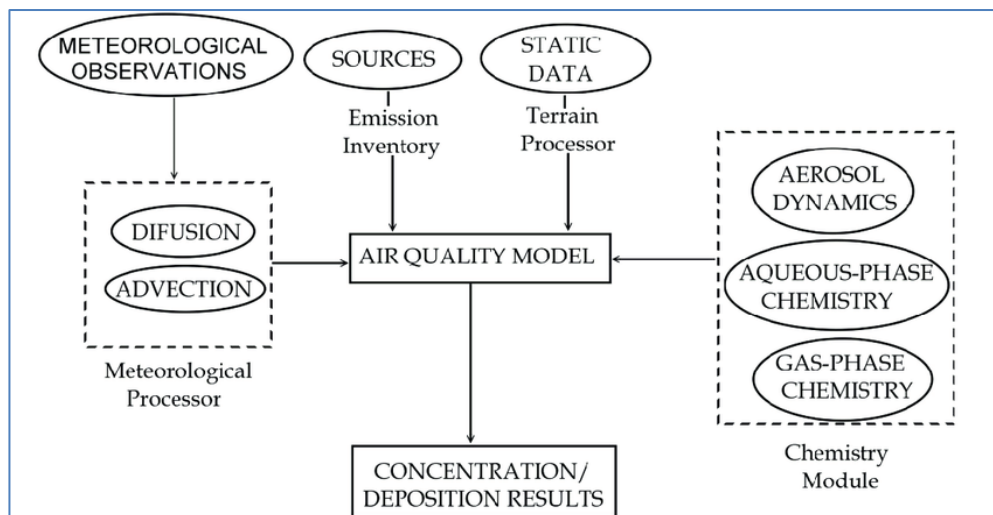 METEOROLOGICAL
OBSERVATIONS
SOURCES
STATIC
DATA
Emission
Inventory
Terrain
Processor
DIFUSION
ADVECTION
Meteorological
Processor
AIR QUALITY MODEL
AEROSOL
DYNAMICS
AQUEOUS-PHASE
CHEMISTRY
GAS-PHASE
CHEMISTRY
Chemistry
Module
CONCENTRATION/
DEPOSITION RESULTS